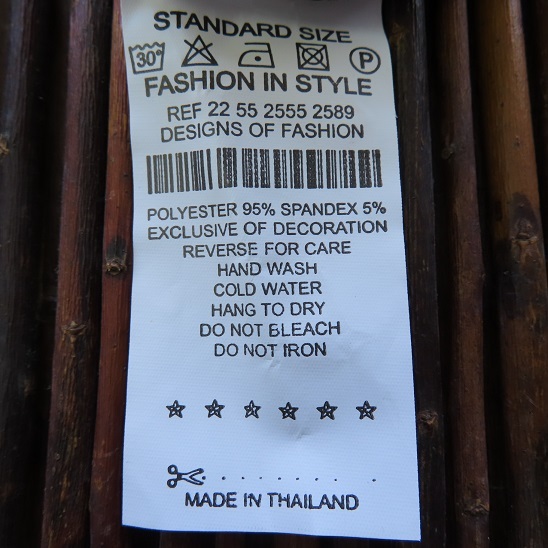 STANDARD SIZE
30° P
FASHION IN STYLE
REF 22 55 2555 2589
DESIGNS OF FASHION
POLYESTER 95% SPANDEX 5%
EXCLUSIVE OF DECORATION
REVERSE FOR CARE
HAND WASH
COLD WATER
HANG TO DRY
DO NOT BLEACH
DO NOT IRON
MADE IN THAILAND